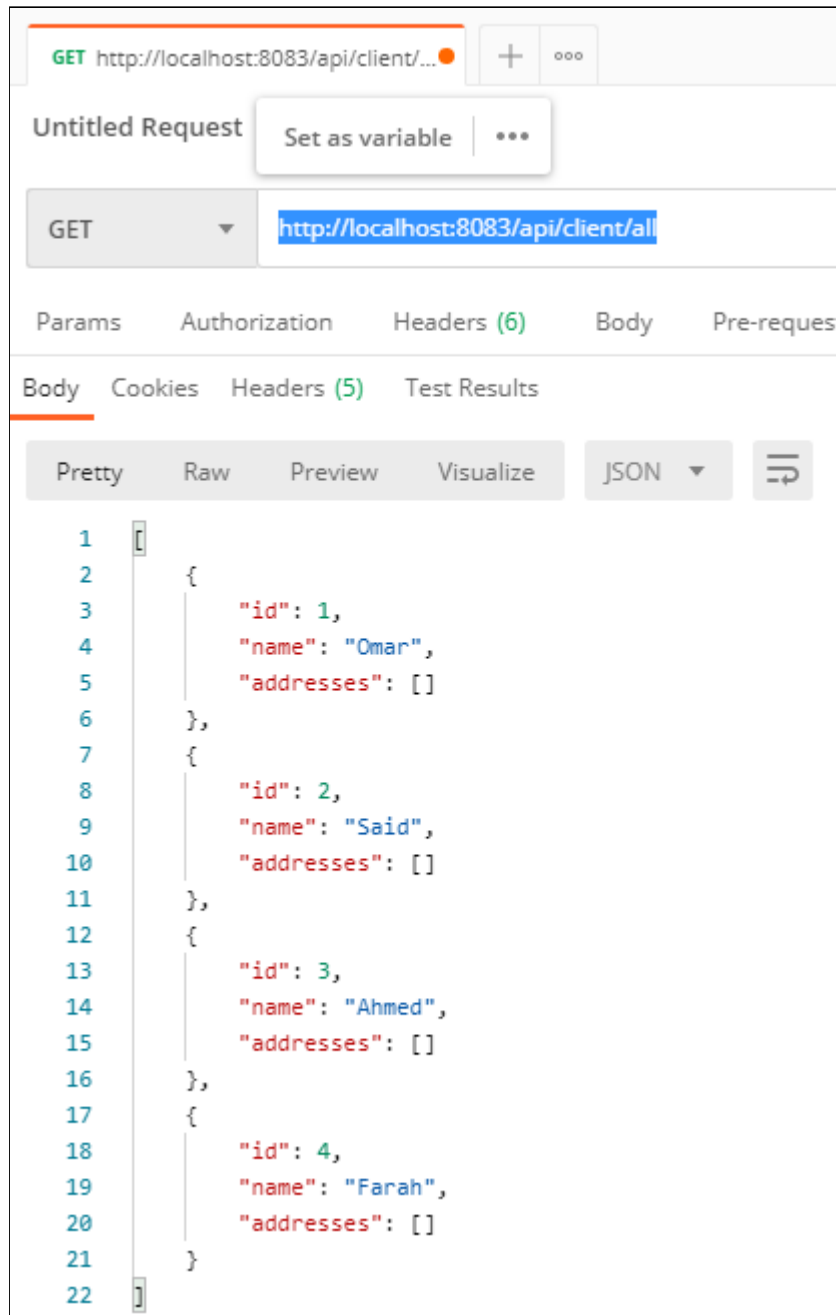 GET http://localhost:8083/api/client/...
Untitled Request
Set as variable
GET
http://localhost:8083/api/client/all
Params Authorization Headers (6) Body Pre-reques
Body Cookies Headers (5) Test Results
Pretty Raw Preview Visualize JSON
1 [
2 {
3 "id": 1,
4 "name": "Omar",
5 "addresses": []
6 },
7 {
8 "id": 2,
9 "name": "Said",
10 "addresses": []
11 },
12 {
13 "id": 3,
14 "name": "Ahmed",
15 "addresses": []
16 },
17 {
18 "id": 4,
19 "name": "Farah",
20 "addresses": []
21 }
22 ]